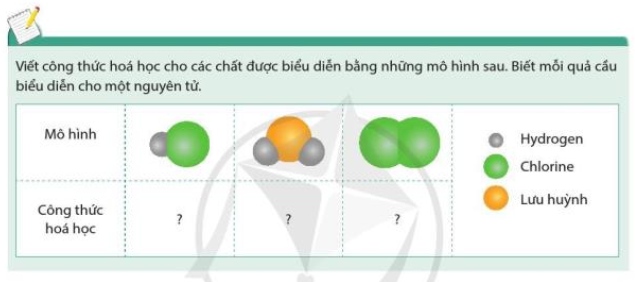 Viết công thức hoá học cho các chất được biểu diễn bằng những mô hình sau. Biết mỗi quả cầu
biểu diễn cho một nguyên tử.
Mô hình
Hydrogen
Chlorine
Lưu huỳnh
Công thức
hoá học
?
?
?